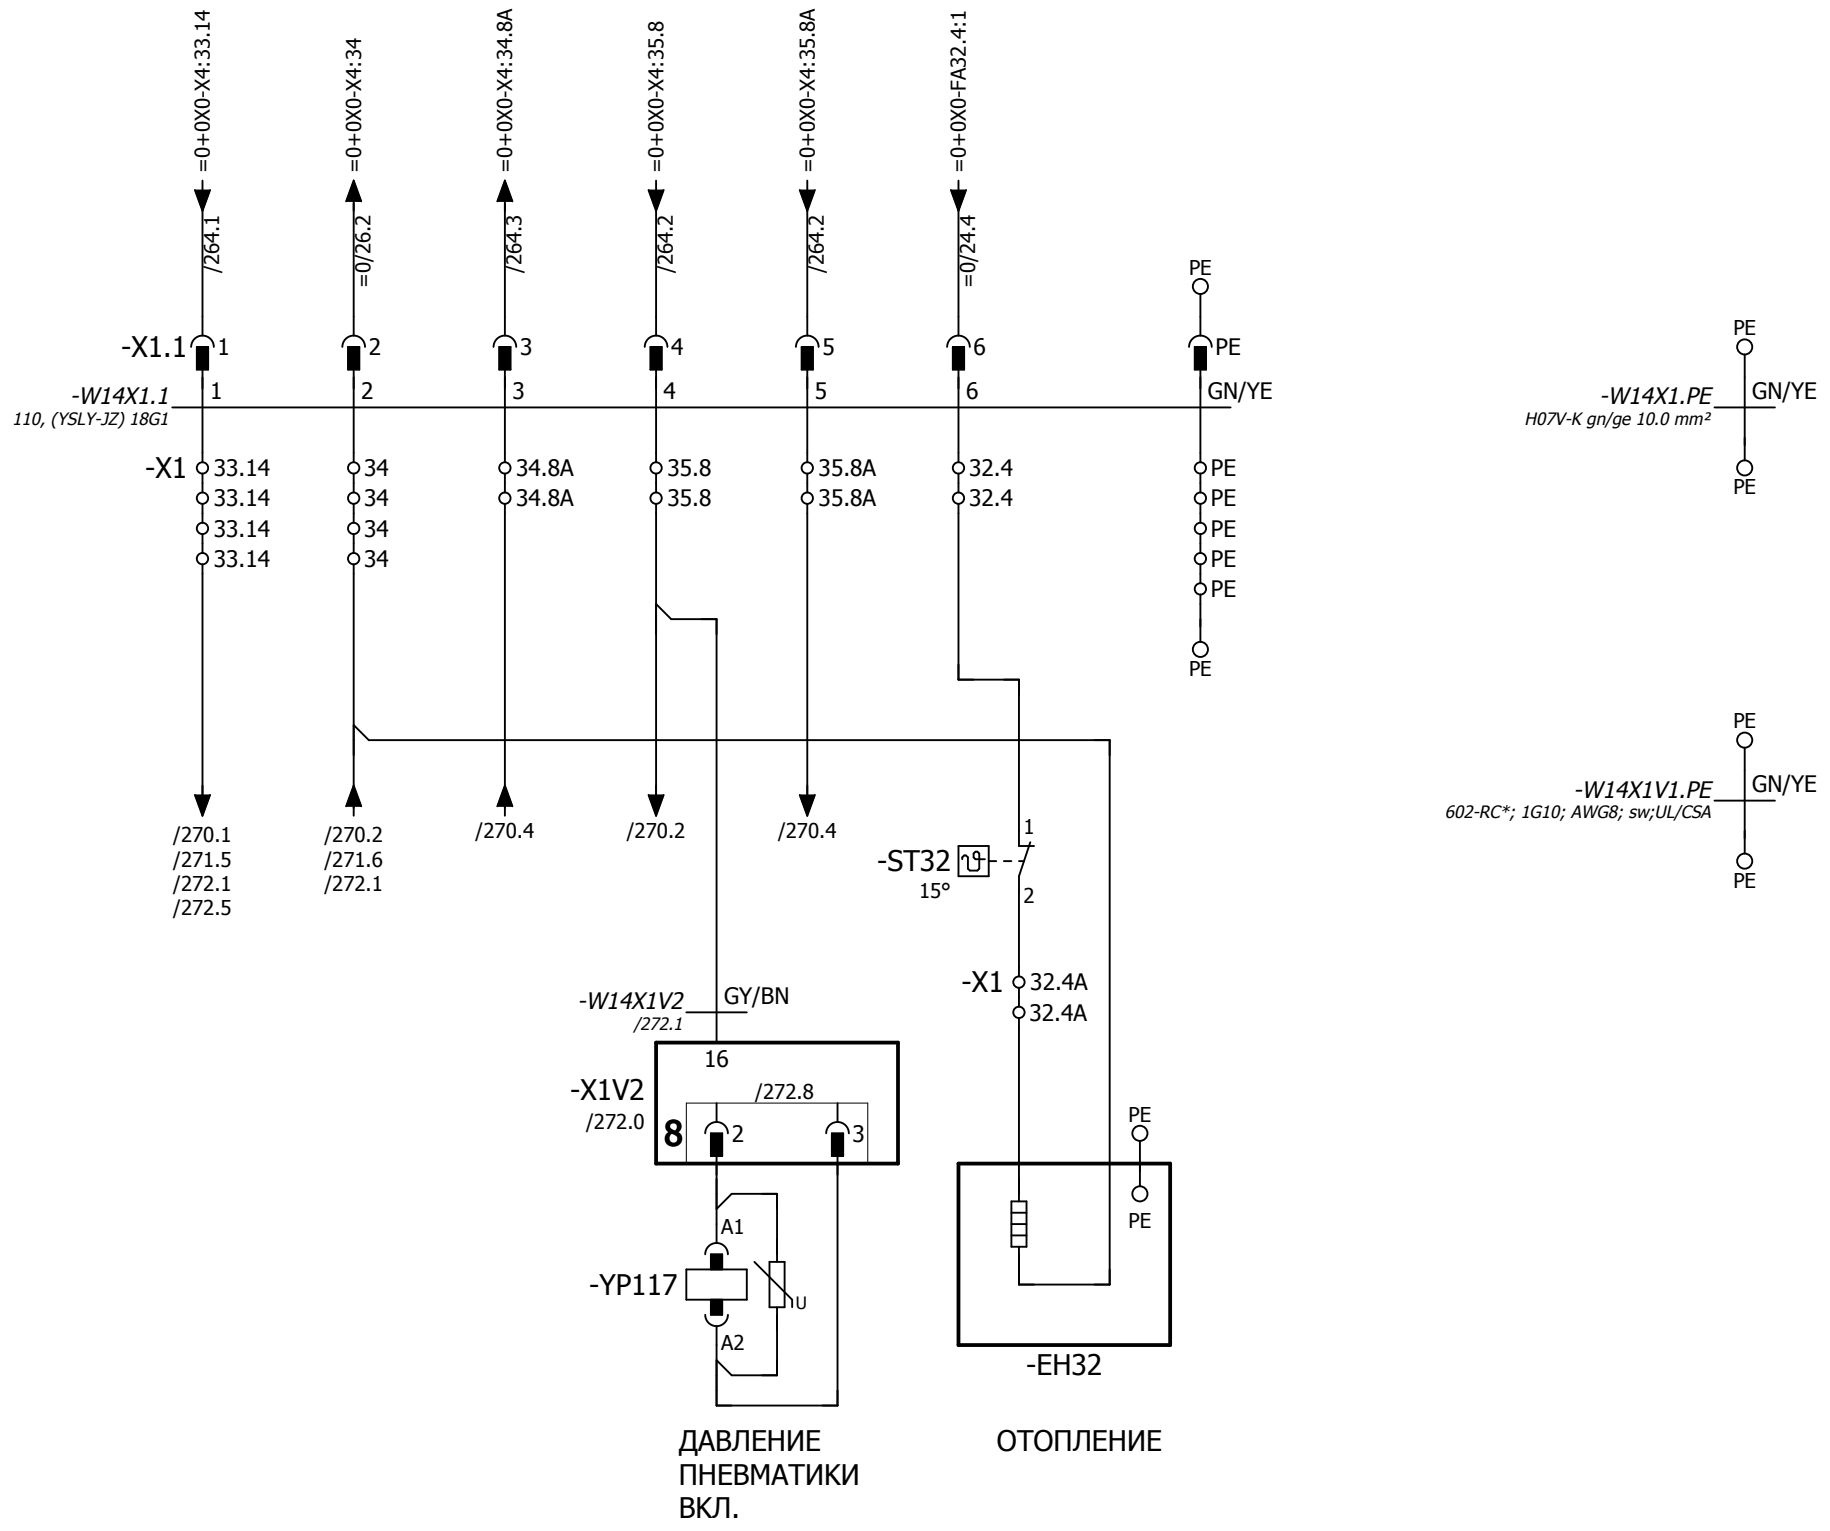 =0+0X0-X4:33.14
=0+0X0-X4:34
=0+0X0-X4:34.8A
=0+0X0-X4:35.8
=0+0X0-X4:35.8A
=0+0X0-FA32.4:1
/264.1
=0/26.2
/264.3
/264.2
/264.2
=0/24.4
PE
-X1.1 1 2 3 4 5 6 PE
PE
-W14X1.1 1 2 3 4 5 6 GN/YE
110, (YSLY-JZ) 18G1
-W14X1.PE GN/YE
H07V-K gn/ge 10.0 mm²
-X1 33.14 34 34.8A 35.8 35.8A 32.4 PE
PE
33.14 34 34.8A 35.8 35.8A 32.4 PE
33.14 34 PE
33.14 34 PE
PE
PE
PE
-W14X1V1.PE GN/YE
602-RC*; 1G10; AWG8; sw;UL/CSA
PE
/270.1 /270.2 /270.4 /270.2 /270.4
/271.5 /271.6
/272.1 /272.1
/272.5
1
-ST32
15°
2
-X1 32.4A
32.4A
-W14X1V2 GY/BN
/272.1
16
-X1V2 /272.8
/272.0
8 2 3
PE
PE
A1
-YP117
U
A2
-EH32
ДАВЛЕНИЕ
ПНЕВМАТИКИ
ВКЛ.
ОТОПЛЕНИЕ